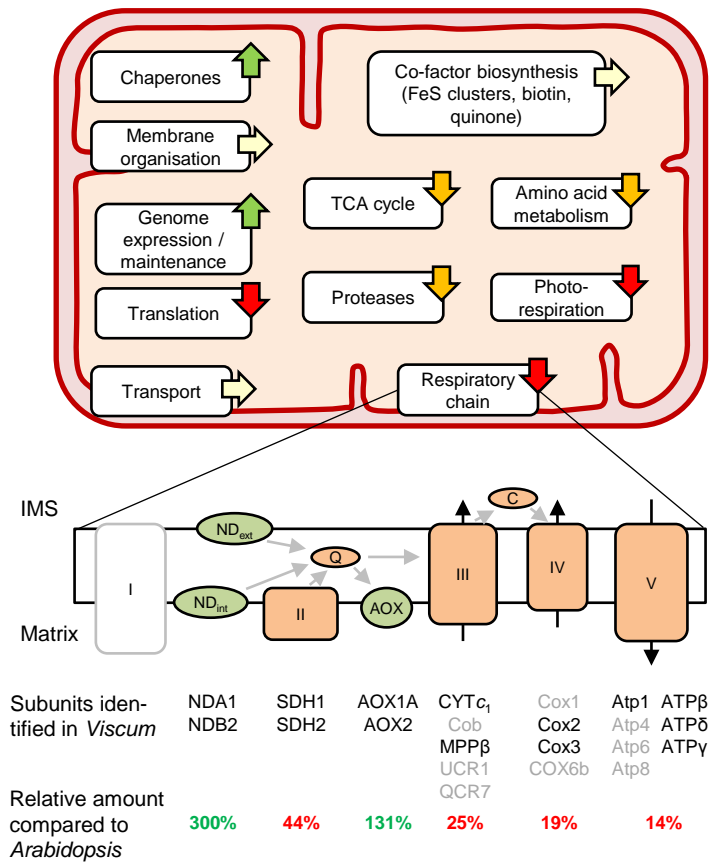 Chaperones
Co-factor biosynthesis
(FeS clusters, biotin,
quinone)
Membrane
organisation
TCA cycle
Amino acid
metabolism
Genome
expression /
maintenance
Translation
Proteases
Photo-
respiration
Transport
Respiratory
chain
IMS
C
ND_ext
Q
I
III
IV
V
ND_int
II
AOX
Matrix
Subunits iden-
tified in Viscum
NDA1
NDB2
SDH1
SDH2
AOX1A
AOX2
CYTc₁
Cob
MPPβ
UCR1
QCR7
Cox1
Cox2
Cox3
COX6b
Atp1
Atp4
Atp6
Atp8
ATPβ
ATPδ
ATPγ
Relative amount
compared to
Arabidopsis
300% 44% 131% 25% 19% 14%